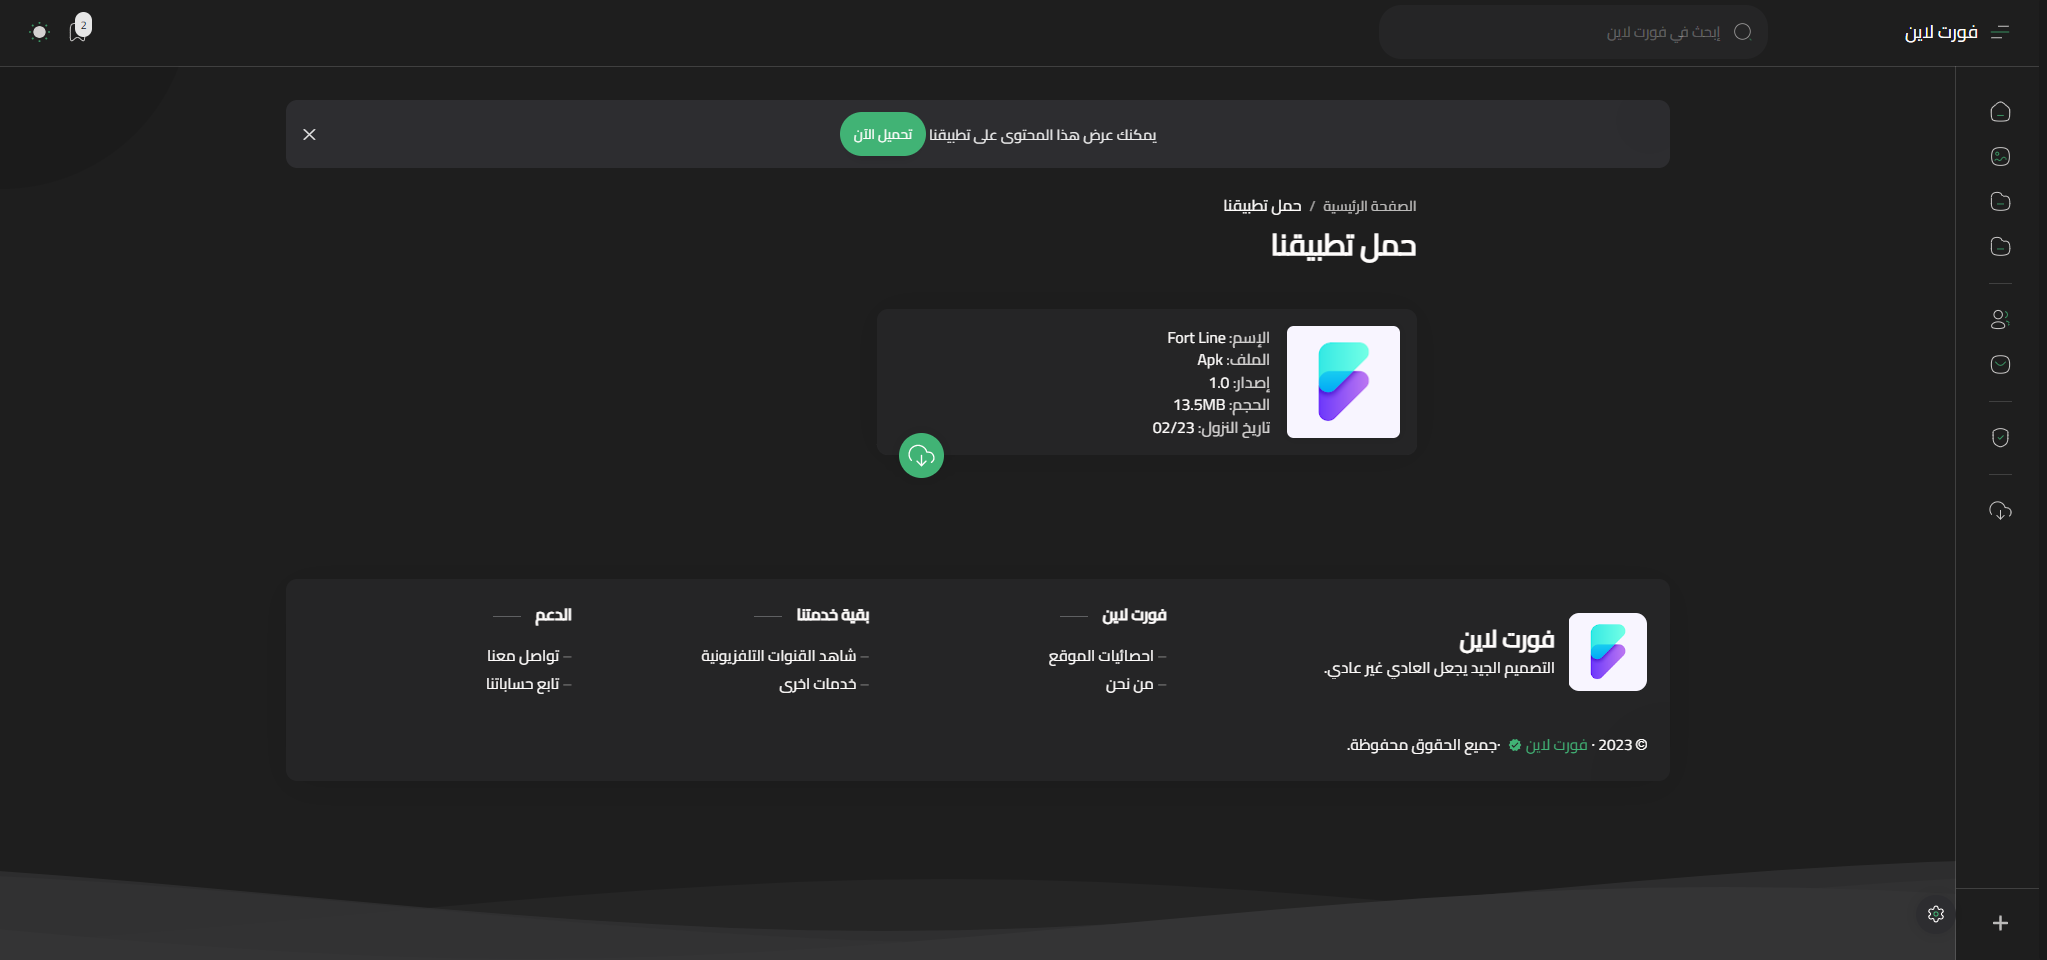 فورت لاين
إبحث في فورت لاين
2
يمكنك عرض هذا المحتوى على تطبيقنا تحميل الآن
الصفحة الرئيسية / حمل تطبيقنا
حمل تطبيقنا
الإسم: Fort Line
الملف: Apk
إصدار: 1.0
الحجم: 13.5MB
تاريخ النزول: 02/23
فورت لاين
التصميم الجيد يجعل العادي غير عادي.
فورت لاين
– احصائيات الموقع
– من نحن
بقية خدمتنا
– شاهد القنوات التلفزيونية
– خدمات اخرى
الدعم
– تواصل معنا
– تابع حساباتنا
© 2023 · فورت لاين ·جميع الحقوق محفوظة.